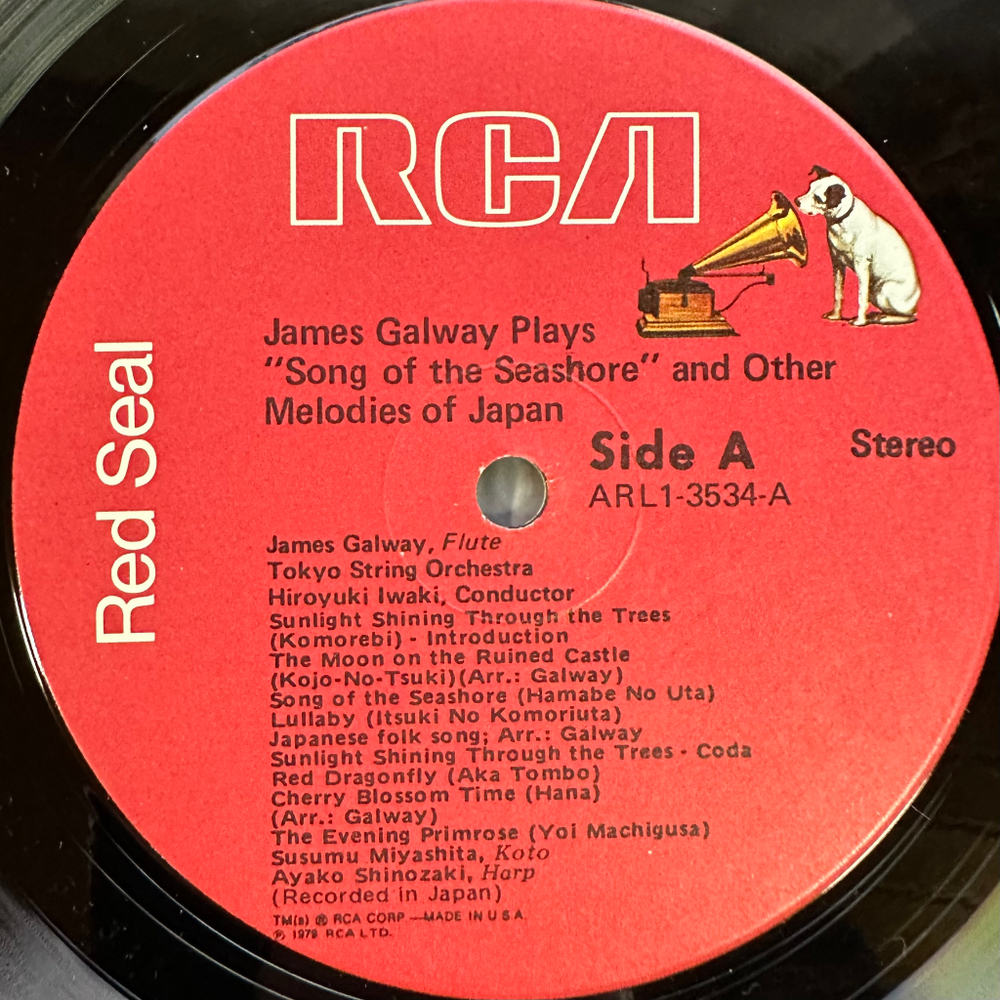 RCA
Red Seal
James Galway Plays
"Song of the Seashore" and Other
Melodies of Japan
Side A
Stereo
ARL1-3534-A
James Galway, Flute
Tokyo String Orchestra
Hiroyuki Iwaki, Conductor
Sunlight Shining Through the Trees
(Komorebi) - Introduction
The Moon on the Ruined Castle
(Kojo-No-Tsuki)(Arr.: Galway)
Song of the Seashore (Hamabe No Uta)
Lullaby (Itsuki No Komoriuta)
Japanese folk song; Arr.: Galway
Sunlight Shining Through the Trees - Coda
Red Dragonfly (Aka Tombo)
Cherry Blossom Time (Hana)
(Arr.: Galway)
The Evening Primrose (Yoi Machigusa)
Susumu Miyashita, Koto
Ayako Shinozaki, Harp
(Recorded in Japan)
TM(s) ® RCA CORP —MADE IN U S A.
℗ 1979 RCA LTD.